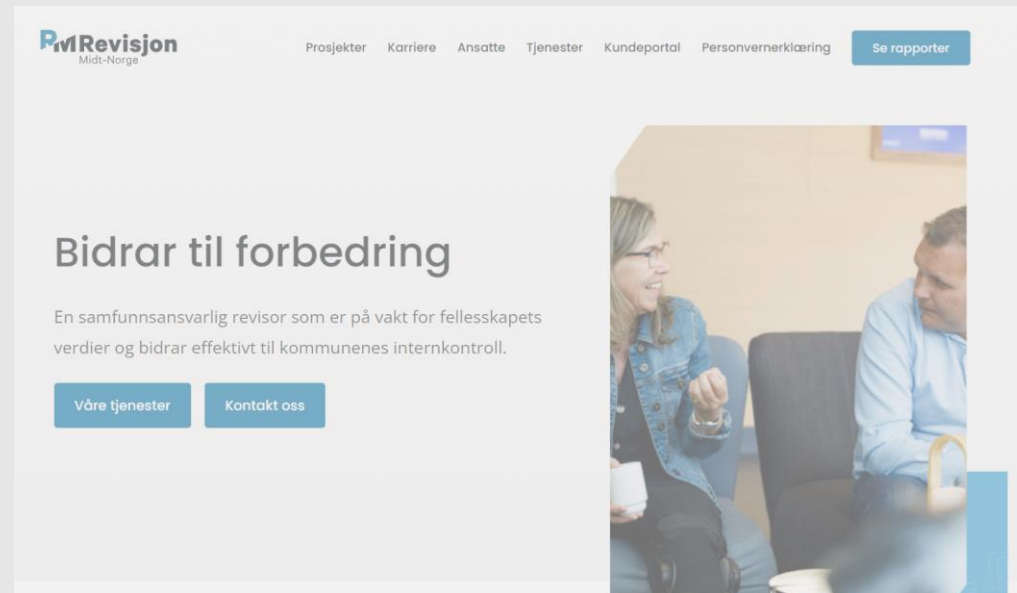 Revisjon
Midt-Norge
Prosjekter
Karriere
Ansatte
Tjenester
Kundeportal
Personvernerklæring
Se rapporter
Bidrar til forbedring
En samfunnsansvarlig revisor som er på vakt for fellesskapets
verdier og bidrar effektivt til kommunenes internkontroll.
Våre tjenester
Kontakt oss